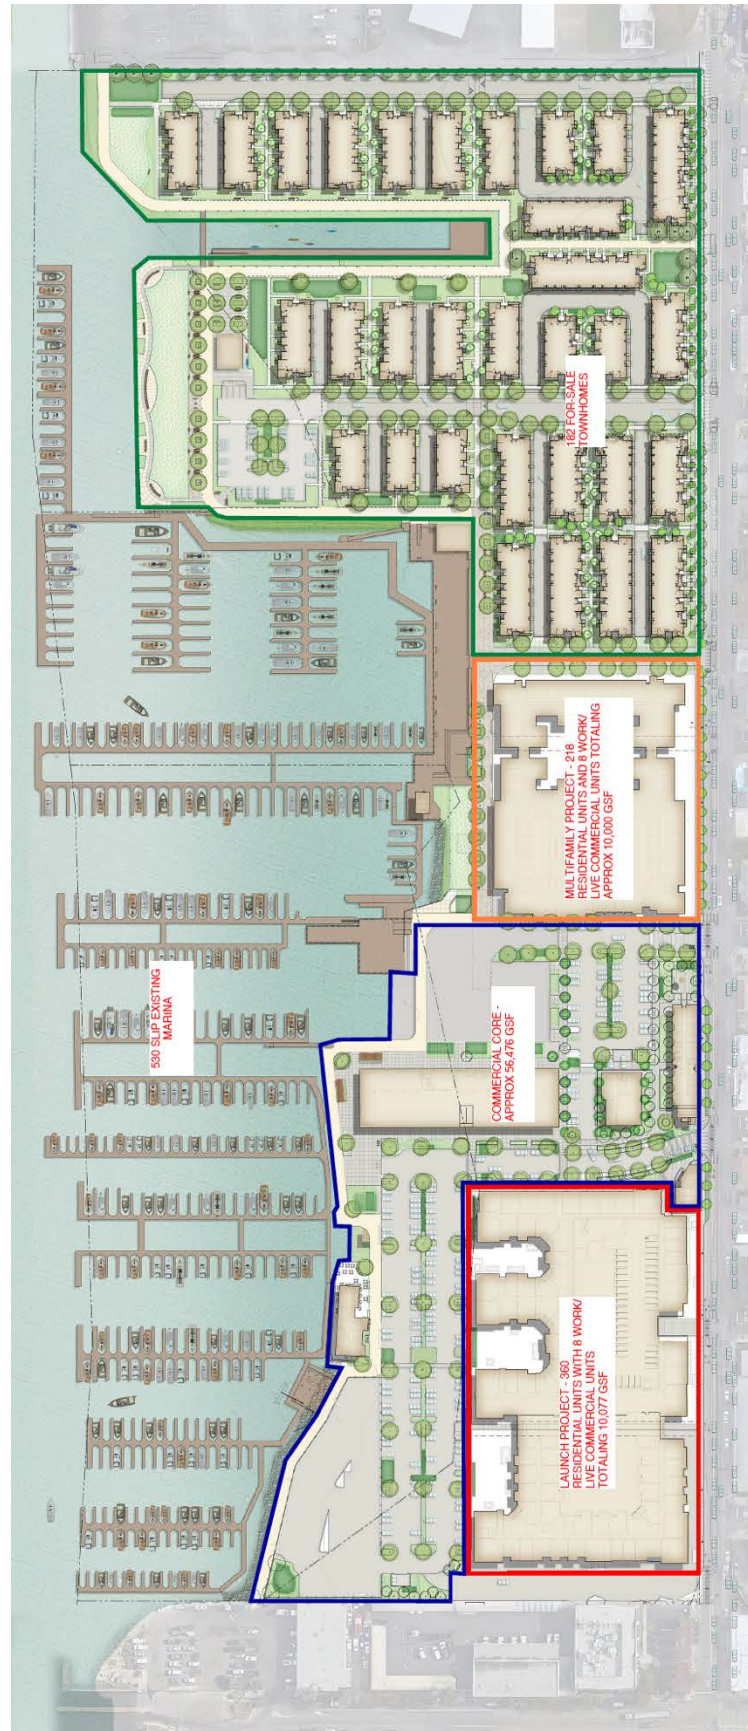 182 FOR-SALE
TOWNHOMES
MULTIFAMILY PROJECT - 218
RESIDENTIAL UNITS AND 8 WORK/
LIVE COMMERCIAL UNITS TOTALING
APPROX 10,000 GSF
530 SLIP EXISTING
MARINA
COMMERCIAL CORE -
APPROX 56,476 GSF
LAUNCH PROJECT - 360
RESIDENTIAL UNITS WITH 8 WORK/
LIVE COMMERCIAL UNITS
TOTALING 10,077 GSF